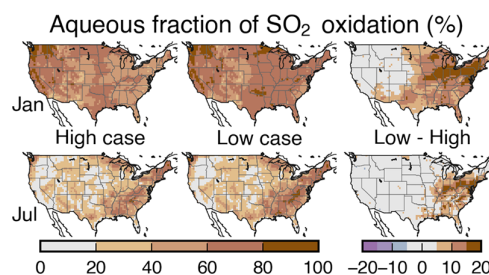 Aqueous fraction of SO₂ oxidation (%)
Jan
High case Low case Low - High
Jul
0 20 40 60 80 100 −20 −10 0 10 20